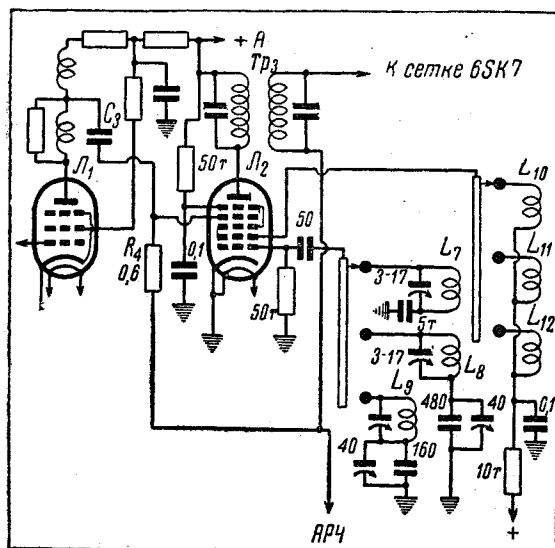 + А
Тр₃
К сетке 6SK7
C₃
Л₁
50т
Л₂
L₁₀
R₄
0,6
0,1
50
50т
3-17
L₇
L₁₁
5т
3-17
L₈
L₁₂
L₉
480
40
0,1
40
160
10т
АРЧ
+